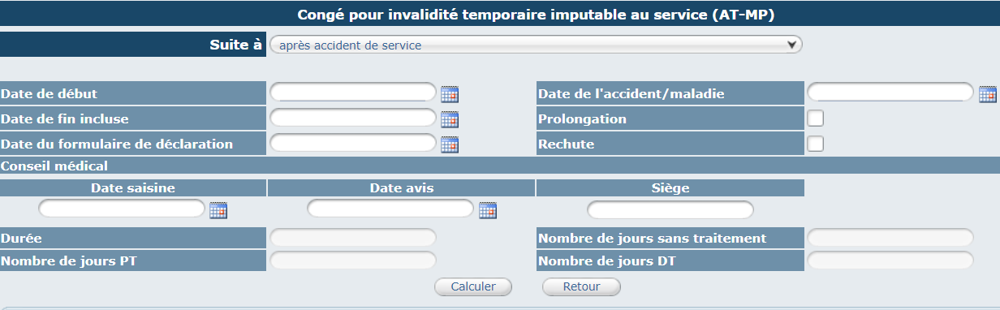 Congé pour invalidité temporaire imputable au service (AT-MP)
Suite à après accident de service
Date de début Date de l'accident/maladie
Date de fin incluse Prolongation
Date du formulaire de déclaration Rechute
Conseil médical
Date saisine Date avis Siège
Durée Nombre de jours sans traitement
Nombre de jours PT Nombre de jours DT
Calculer Retour